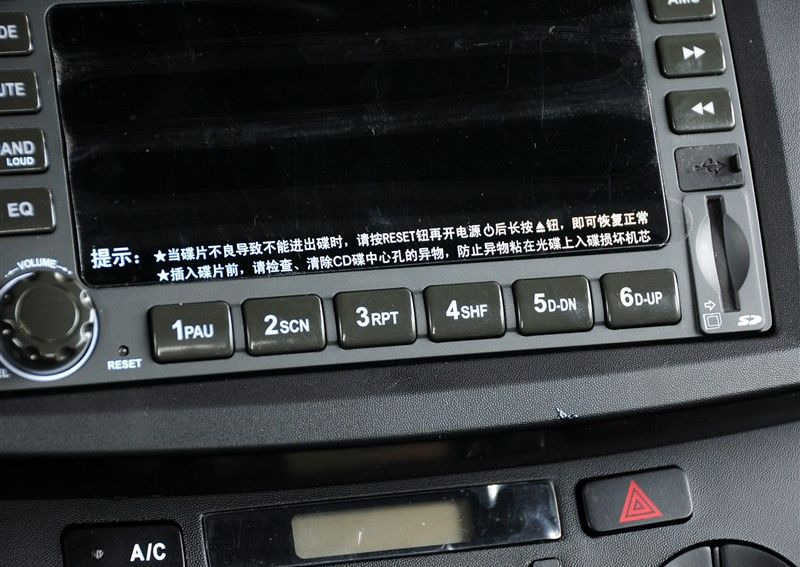 DE
UTE
AND
LOUD
EQ
AMS
提示：★当碟片不良导致不能进出碟时，请按RESET钮再开电源⏻后长按⏏钮，即可恢复正常
★插入碟片前，请检查、清除CD碟中心孔的异物，防止异物粘在光碟上入碟损坏机芯
VOLUME
EL
RESET
1PAU
2SCN
3RPT
4SHF
5D-DN
6D-UP
SD
A/C